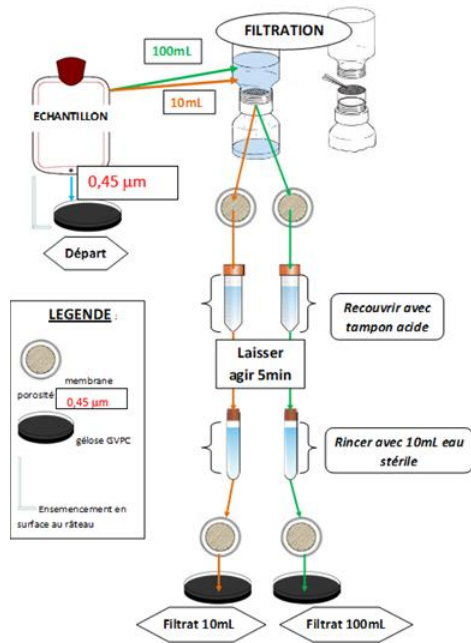 FILTRATION
100mL
10mL
ECHANTILLON
0,45 µm
Départ
LEGENDE :
membrane
porosité
0,45 µm
gélose GVPC
Ensemencement en
surface au râteau
Recouvrir avec
tampon acide
Laisser
agir 5min
Rincer avec 10mL eau
stérile
Filtrat 10mL
Filtrat 100mL